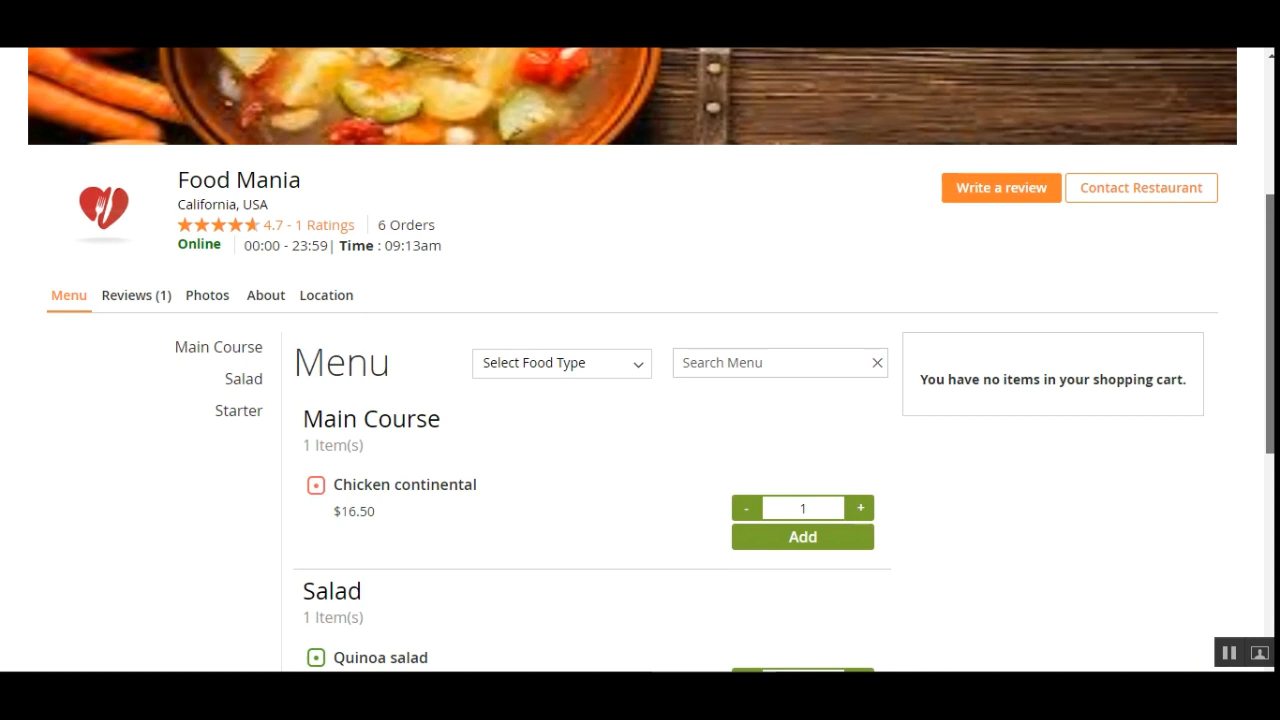 Food Mania
California, USA
4.7 - 1 Ratings 6 Orders
Online 00:00 - 23:59| Time : 09:13am
Write a review
Contact Restaurant
Menu Reviews (1) Photos About Location
Main Course
Salad
Starter
Menu
Select Food Type
Search Menu
Main Course
1 Item(s)
Chicken continental
$16.50
- 1 +
Add
Salad
1 Item(s)
Quinoa salad
You have no items in your shopping cart.